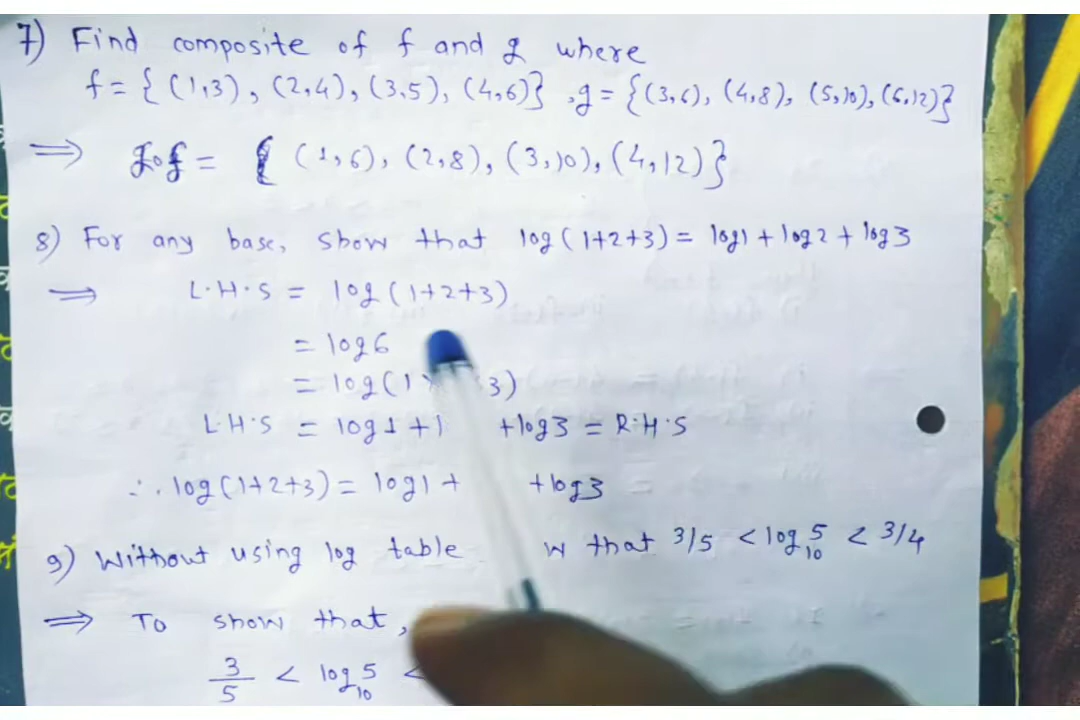 7) Find composite of f and g where
f = { (1,3), (2,4), (3,5), (4,6)} , g = {(3,6), (4,8), (5,10), (6,12)}
⟹ gof = { (1,6), (2,8), (3,10), (4,12)}
8) For any base, show that log(1+2+3) = log1 + log2 + log3
⟹ L.H.S = log(1+2+3)
= log6
= log(1 3)
L.H.S = log1 + +log3 = R.H.S
∴ log(1+2+3) = log1 + +log3
9) Without using log table that 3/5 < log₁₀5 < 3/4
⟹ To show that,
3/5 < log₁₀5 <